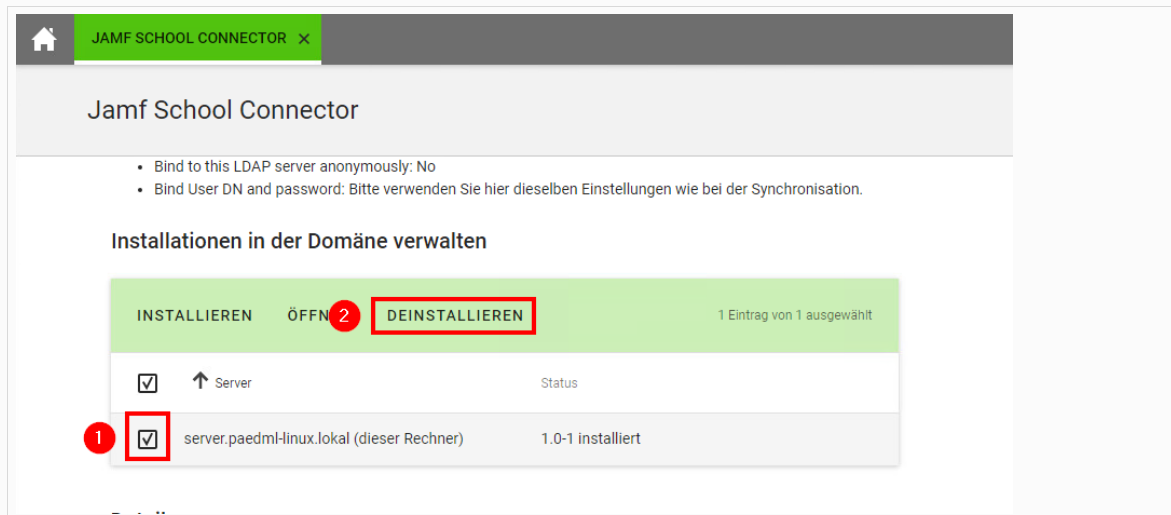 JAMF SCHOOL CONNECTOR ×
Jamf School Connector
• Bind to this LDAP server anonymously: No
• Bind User DN and password: Bitte verwenden Sie hier dieselben Einstellungen wie bei der Synchronisation.
Installationen in der Domäne verwalten
INSTALLIEREN ÖFFN 2 DEINSTALLIEREN 1 Eintrag von 1 ausgewählt
Server Status
1 server.paedml-linux.lokal (dieser Rechner) 1.0-1 installiert